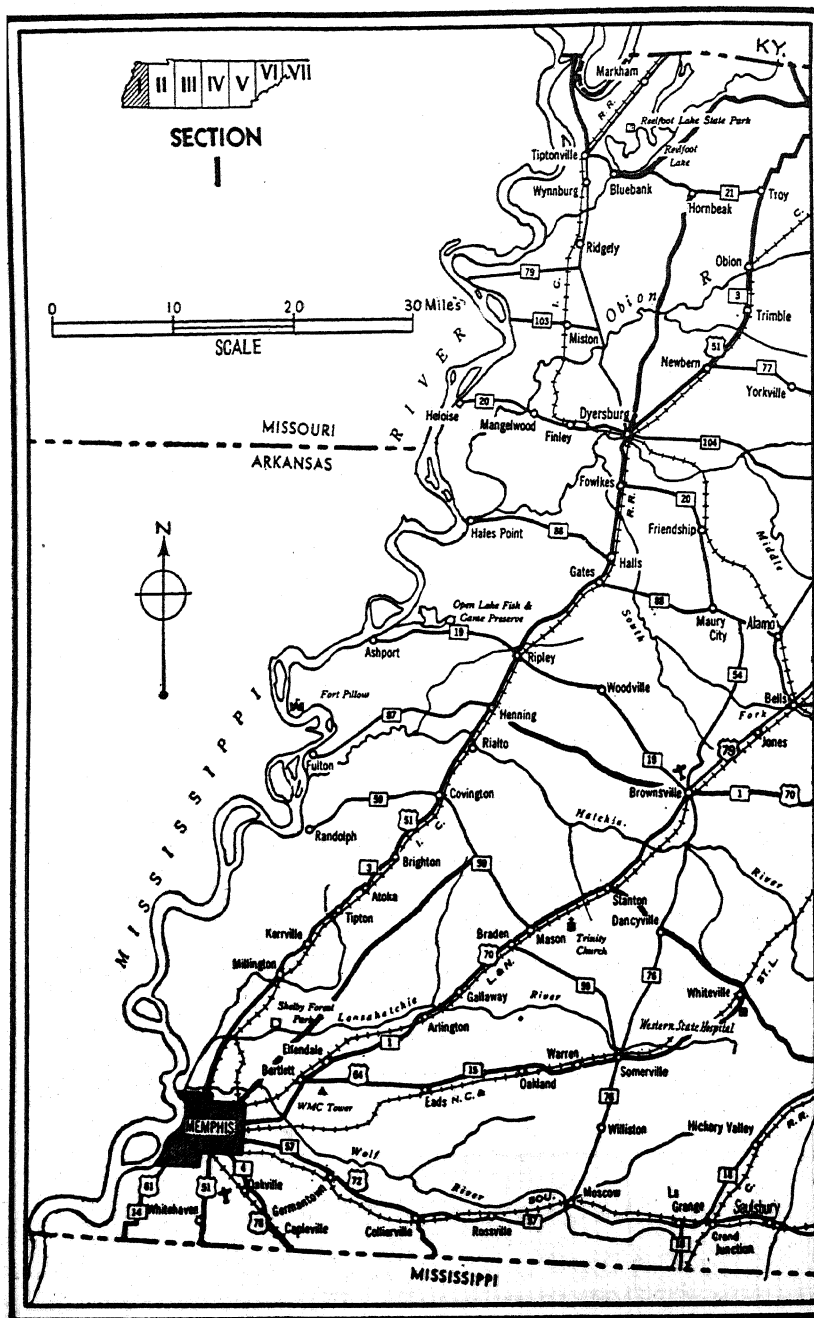 KY.
I II III IV V VI VII
SECTION
I
Markham
R.R.
Reelfoot Lake State Park
Reelfoot
Lake
Tiptonville
Wynnburg
Bluebank
Hornbeak
21
Troy
C.
Ridgely
Obion
79
I. C.
Obion R
3
Trimble
0 10 20 30 Miles
SCALE
103
Miston
51
Newbern
77
Yorkville
Heloise
20
Mangelwood
Finley
Dyersburg
104
MISSOURI
ARKANSAS
MISSISSIPPI RIVER
Fowlkes
R.R.
20
Friendship
Middle
N
Hales Point
88
Halls
Gates
88
Maury
City
Alamo
South
Open Lake Fish &
Game Preserve
Ashport
19
Ripley
54
Woodville
Bells
Fort Pillow
87
Henning
Fork
79
Jones
Rialto
Fulton
19
Brownsville
1
70
59
Covington
Randolph
51
I. C.
Hatchie
River
Brighton
3
59
Atoka
Stanton
Tipton
Dancyville
Kerrville
Braden
Mason
Trinity
Church
70
L.&N.
Millington
76
ST.L.
Whiteville
59
Gallaway
Shelby Forest
Park
Loosahatchie
River
Arlington
Western State Hospital
Ellendale
1
Bartlett
64
15
Warren
Somerville
Oakland
Eads
N.C.&
WMC Tower
76
MEMPHIS
Williston
Hickory Valley
R.R.
57
Wolf
River
72
18
4
61
51
Oakville
Germantown
SOU.
Moscow
La
Grange
Saulsbury
14
Whitehaven
78
Capleville
Collierville
Rossville
57
Grand
Junction
MISSISSIPPI